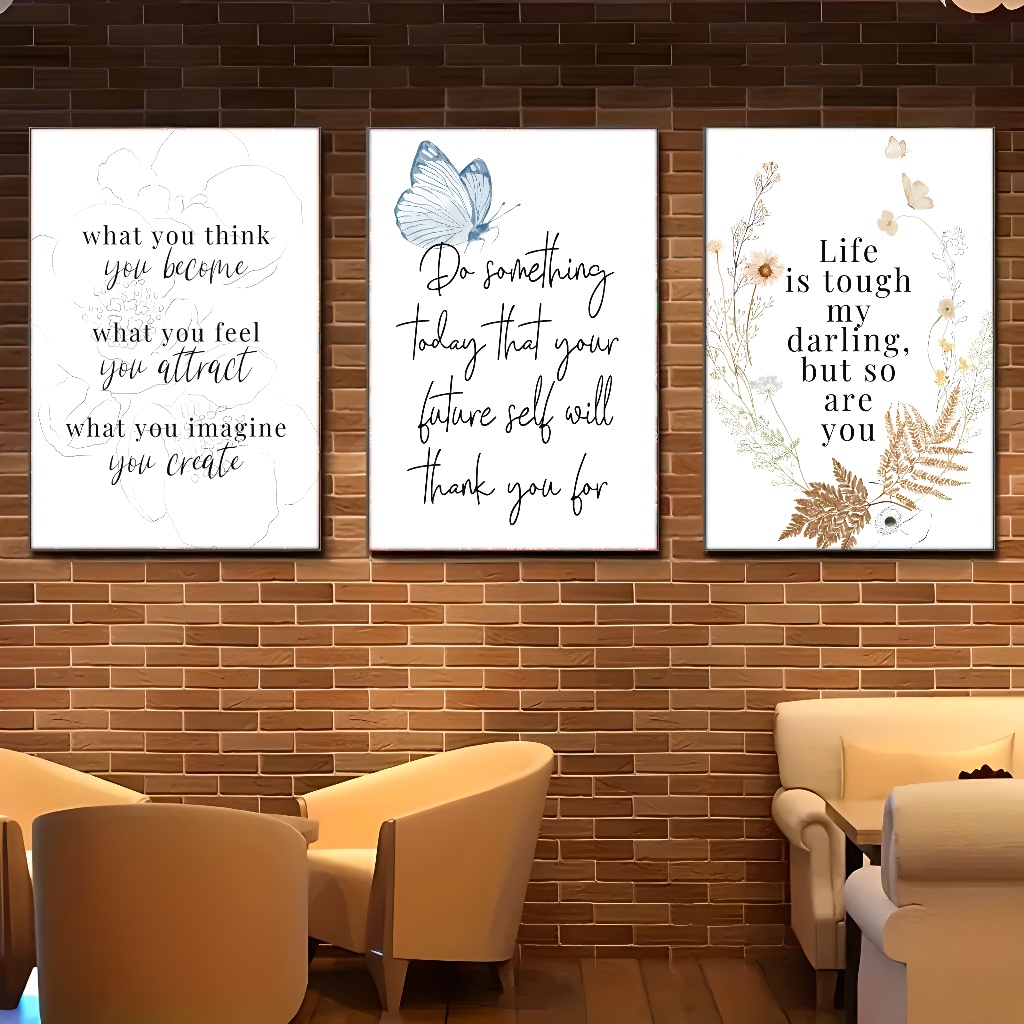 what you think
you become
what you feel
you attract
what you imagine
you create
Do something
today that your
future self will
thank you for
Life
is tough
my
darling,
but so
are
you